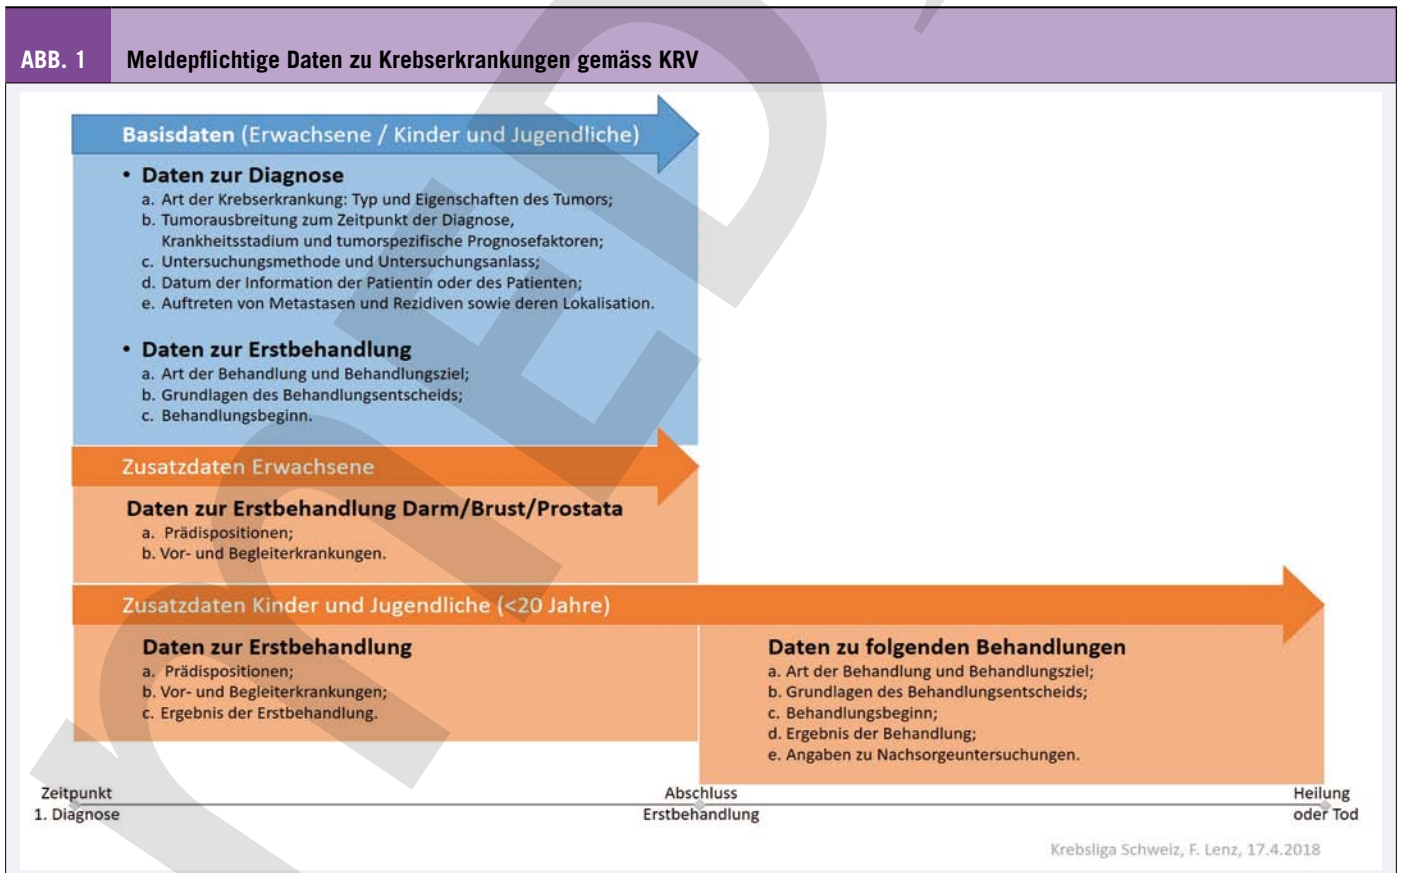 ABB. 1 Meldepflichtige Daten zu Krebserkrankungen gemäss KRV
Basisdaten (Erwachsene / Kinder und Jugendliche)
• Daten zur Diagnose
a. Art der Krebserkrankung: Typ und Eigenschaften des Tumors;
b. Tumorausbreitung zum Zeitpunkt der Diagnose,
Krankheitsstadium und tumorspezifische Prognosefaktoren;
c. Untersuchungsmethode und Untersuchungsanlass;
d. Datum der Information der Patientin oder des Patienten;
e. Auftreten von Metastasen und Rezidiven sowie deren Lokalisation.
• Daten zur Erstbehandlung
a. Art der Behandlung und Behandlungsziel;
b. Grundlagen des Behandlungsentscheids;
c. Behandlungsbeginn.
Zusatzdaten Erwachsene
Daten zur Erstbehandlung Darm/Brust/Prostata
a. Prädispositionen;
b. Vor- und Begleiterkrankungen.
Zusatzdaten Kinder und Jugendliche (<20 Jahre)
Daten zur Erstbehandlung
a. Prädispositionen;
b. Vor- und Begleiterkrankungen;
c. Ergebnis der Erstbehandlung.
Daten zu folgenden Behandlungen
a. Art der Behandlung und Behandlungsziel;
b. Grundlagen des Behandlungsentscheids;
c. Behandlungsbeginn;
d. Ergebnis der Behandlung;
e. Angaben zu Nachsorgeuntersuchungen.
Zeitpunkt
1. Diagnose
Abschluss
Erstbehandlung
Heilung
oder Tod
Krebsliga Schweiz, F. Lenz, 17.4.2018